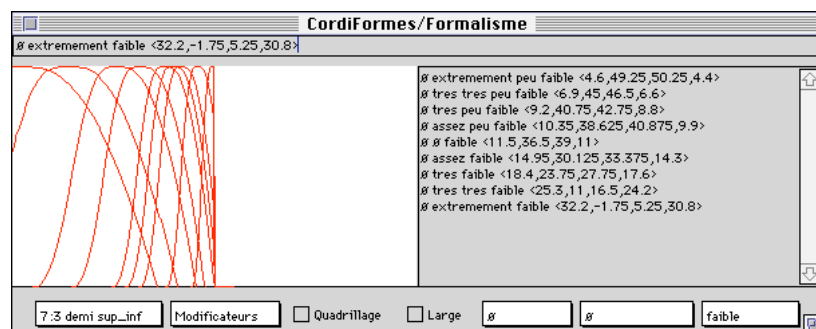 CordiFormes/Formalisme
ø extremement faible <32.2,-1.75,5.25,30.8>
ø extremement peu faible <4.6,49.25,50.25,4.4>
ø tres tres peu faible <6.9,45,46.5,6.6>
ø tres peu faible <9.2,40.75,42.75,8.8>
ø assez peu faible <10.35,38.625,40.875,9.9>
ø ø faible <11.5,36.5,39,11>
ø assez faible <14.95,30.125,33.375,14.3>
ø tres faible <18.4,23.75,27.75,17.6>
ø tres tres faible <25.3,11,16.5,24.2>
ø extremement faible <32.2,-1.75,5.25,30.8>
7:3 demi sup_inf Modificateurs Quadrillage Large ø ø faible